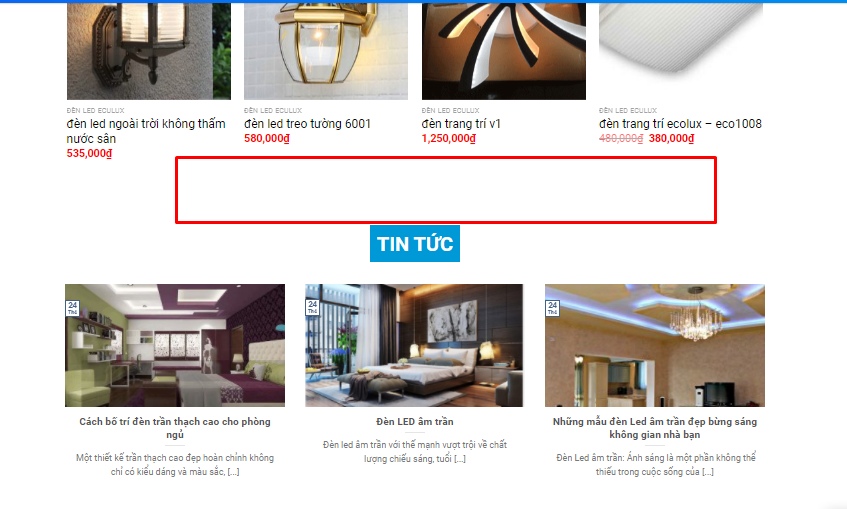 ĐÈN LED ECULUX
đèn led ngoài trời không thấm
nước sân
535,000₫
ĐÈN LED ECULUX
đèn led treo tường 6001
580,000₫
ĐÈN LED ECULUX
đèn trang trí v1
1,250,000₫
ĐÈN LED ECULUX
đèn trang trí ecolux – eco1008
480,000₫ 380,000₫
TIN TỨC
24
Th4
Cách bố trí đèn trần thạch cao cho phòng
ngủ
Một thiết kế trần thạch cao đẹp hoàn chỉnh không
chỉ có kiểu dáng và màu sắc, [...]
24
Th4
Đèn LED âm trần
Đèn led âm trần với thế mạnh vượt trội về chất
lượng chiếu sáng, tuổi [...]
24
Th4
Những mẫu đèn Led âm trần đẹp bừng sáng
không gian nhà bạn
Đèn Led âm trần: Ánh sáng là một phần không thể
thiếu trong cuộc sống của [...]